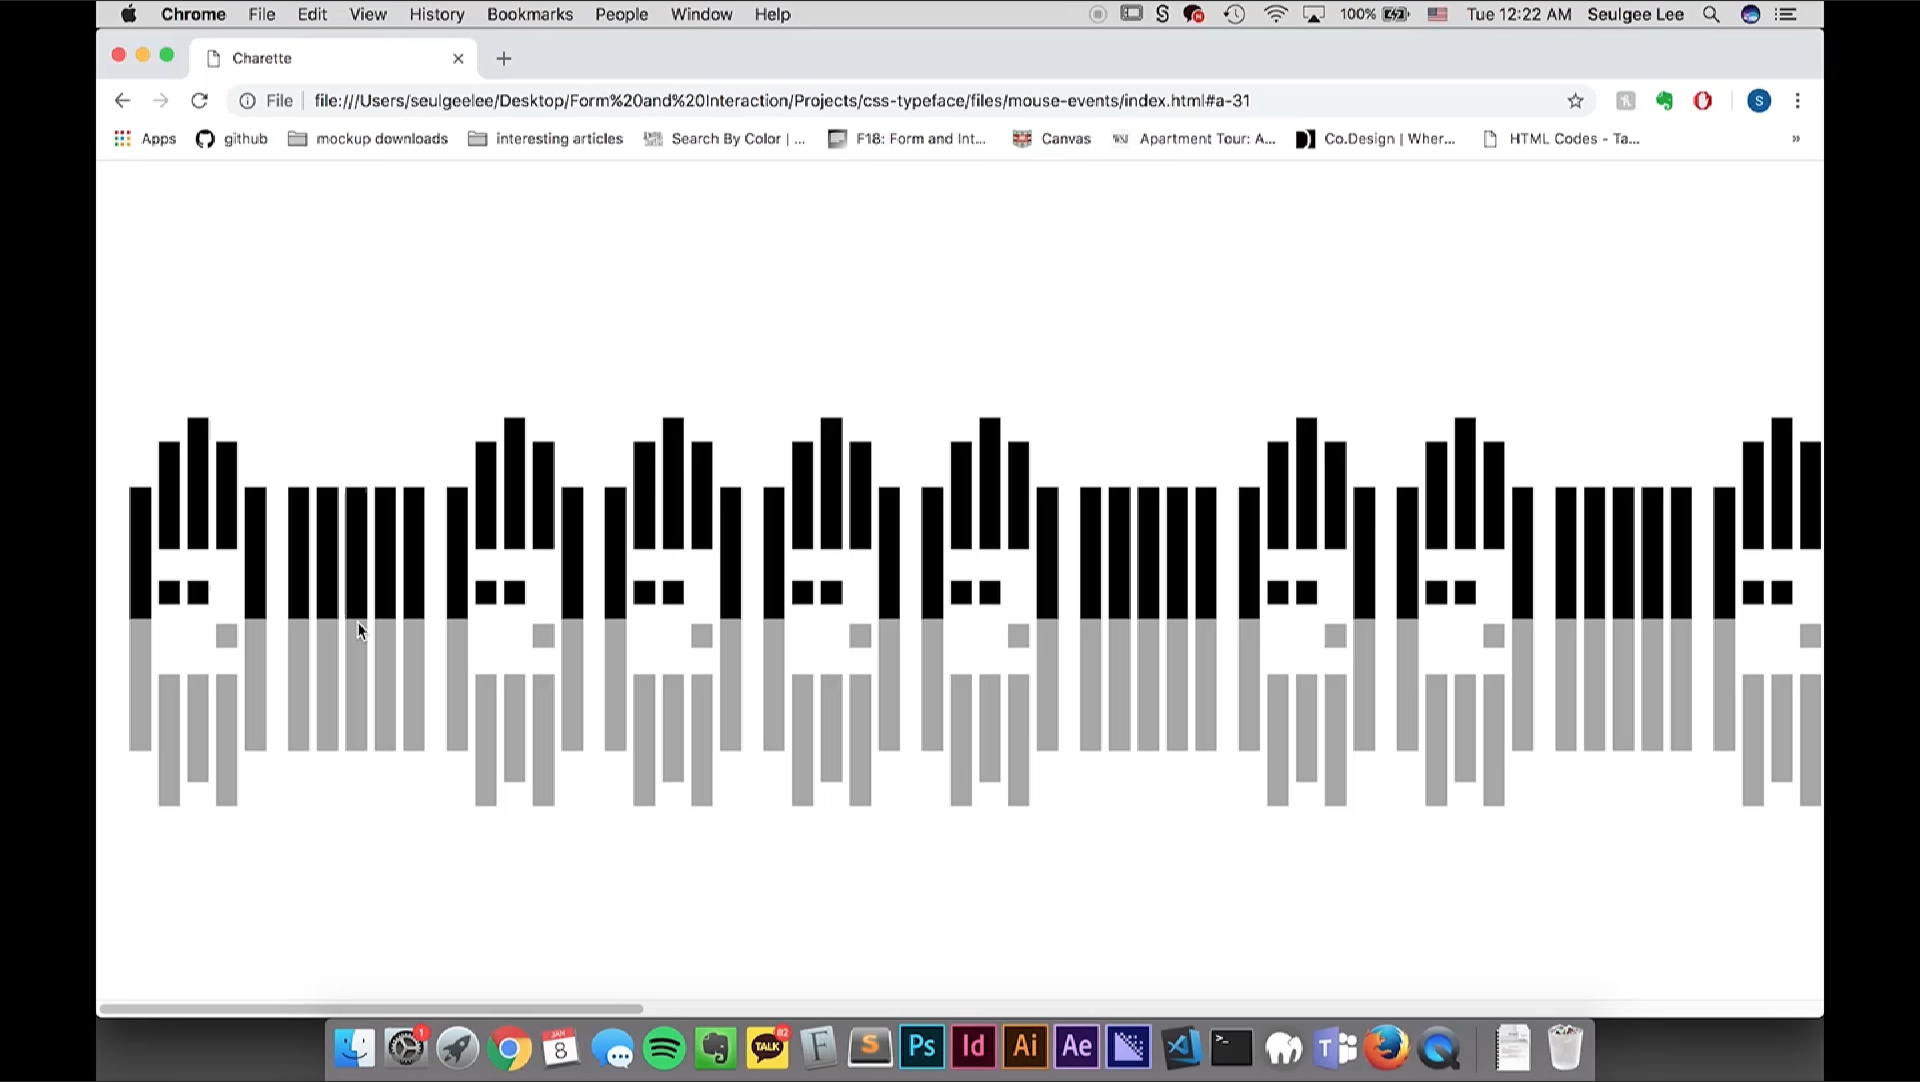 Chrome File Edit View History Bookmarks People Window Help 100% Tue 12:22 AM Seulgee Lee
Charette
File file:///Users/seulgeelee/Desktop/Form%20and%20Interaction/Projects/css-typeface/files/mouse-events/index.html#a-31 S
Apps github mockup downloads interesting articles Search By Color | ... F18: Form and Int... Canvas WSJ Apartment Tour: A... Co.Design | Wher... HTML Codes - Ta... »
1 JAN 8 TALK 82 F S Ps Id Ai Ae T